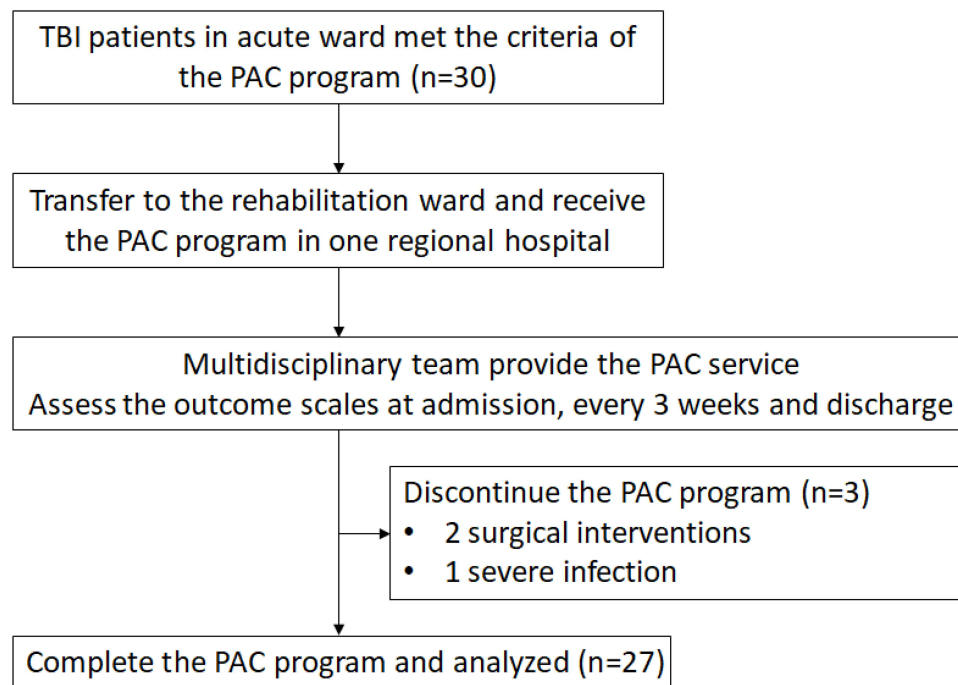 TBI patients in acute ward met the criteria of
the PAC program (n=30)
Transfer to the rehabilitation ward and receive
the PAC program in one regional hospital
Multidisciplinary team provide the PAC service
Assess the outcome scales at admission, every 3 weeks and discharge
Discontinue the PAC program (n=3)
• 2 surgical interventions
• 1 severe infection
Complete the PAC program and analyzed (n=27)